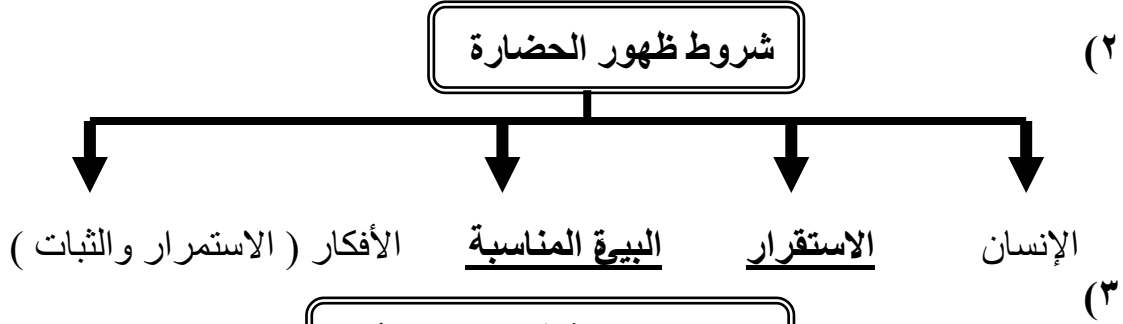 ٢) شروط ظهور الحضارة
الإنسان الاستقرار البيئة المناسبة الأفكار ( الاستمرار والثبات )
٣)